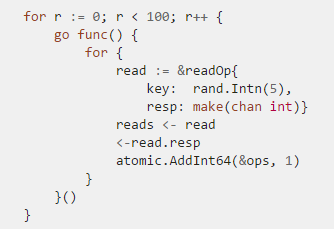 for r := 0; r < 100; r++ {
    go func() {
        for {
            read := &readOp{
                key:  rand.Intn(5),
                resp: make(chan int)}
            reads <- read
            <-read.resp
            atomic.AddInt64(&ops, 1)
        }
    }()
}